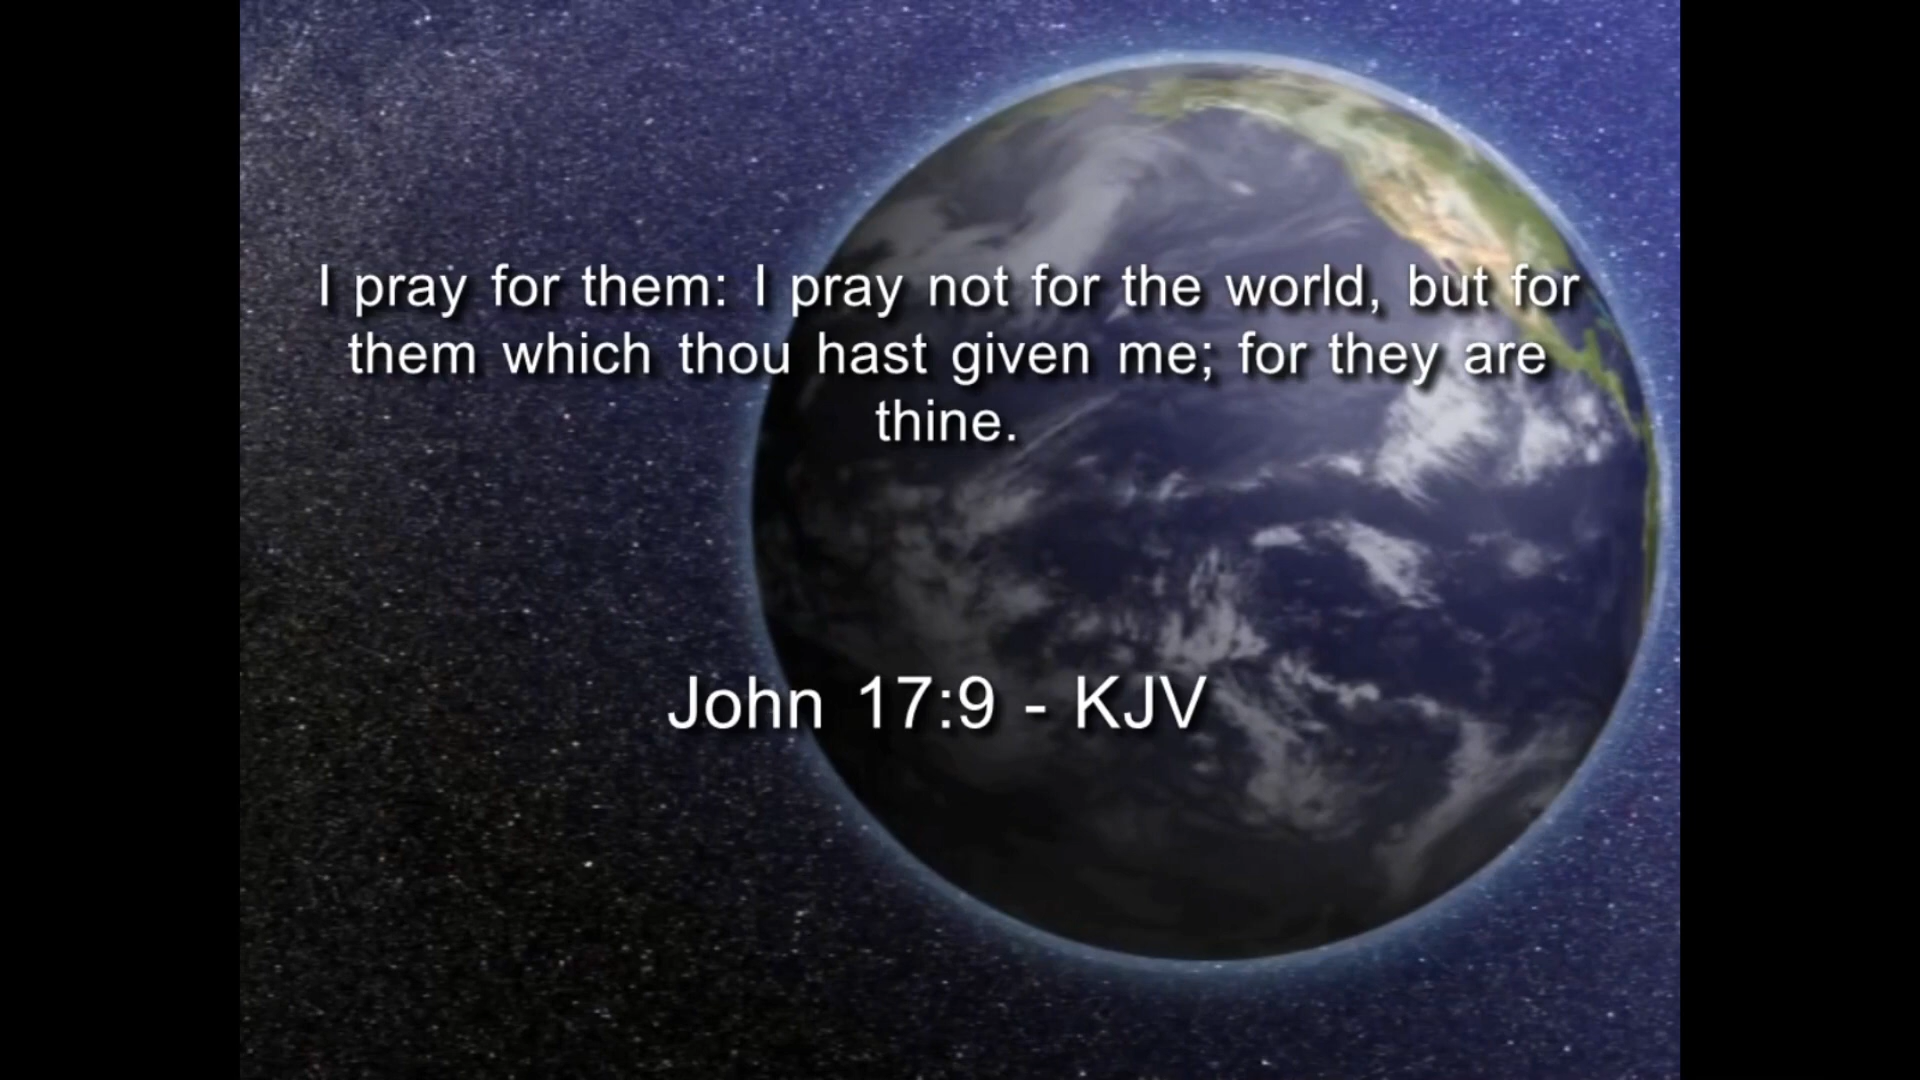 I pray for them: I pray not for the world, but for
them which thou hast given me; for they are
thine.
John 17:9 - KJV